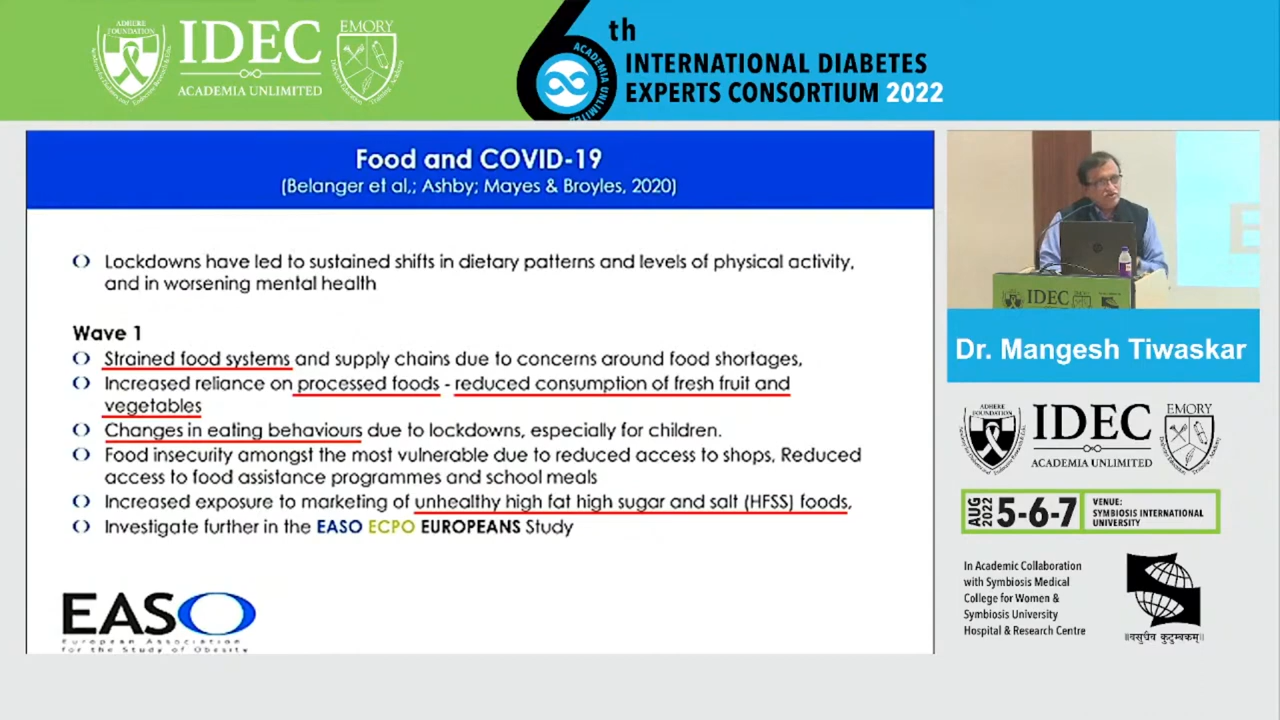 ADHERE
FOUNDATION
IDEC
ACADEMIA UNLIMITED
EMORY
6th
ACADEMIA UNLIMITED
INTERNATIONAL DIABETES
EXPERTS CONSORTIUM 2022
Food and COVID-19
(Belanger et al,; Ashby; Mayes & Broyles, 2020)
Lockdowns have led to sustained shifts in dietary patterns and levels of physical activity,
and in worsening mental health
Wave 1
Strained food systems and supply chains due to concerns around food shortages,
Increased reliance on processed foods - reduced consumption of fresh fruit and
vegetables
Changes in eating behaviours due to lockdowns, especially for children.
Food insecurity amongst the most vulnerable due to reduced access to shops, Reduced
access to food assistance programmes and school meals
Increased exposure to marketing of unhealthy high fat high sugar and salt (HFSS) foods,
Investigate further in the EASO ECPO EUROPEANS Study
EASO
European Association
for the Study of Obesity
IDEC
Dr. Mangesh Tiwaskar
ADHERE
FOUNDATION
IDEC
ACADEMIA UNLIMITED
EMORY
AUG
2022
5-6-7
VENUE:
SYMBIOSIS INTERNATIONAL
UNIVERSITY
In Academic Collaboration
with Symbiosis Medical
College for Women &
Symbiosis University
Hospital & Research Centre
॥वसुधैव कुटुम्बकम्॥